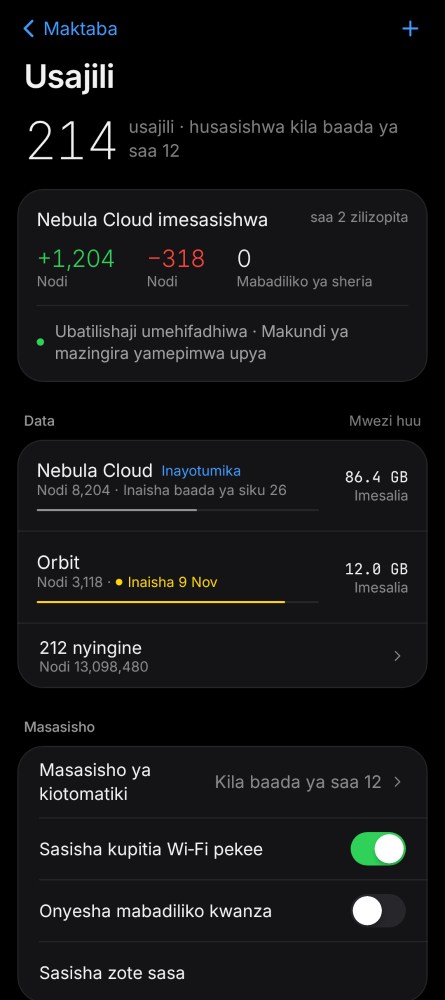 Maktaba
Usajili
214
usajili · husasishwa kila baada ya
saa 12
Nebula Cloud imesasishwa
saa 2 zilizopita
+1,204
−318
0
Nodi
Nodi
Mabadiliko ya sheria
Ubatilishaji umehifadhiwa · Makundi ya
mazingira yamepimwa upya
Data
Mwezi huu
Nebula Cloud Inayotumika
86.4 GB
Nodi 8,204 · Inaisha baada ya siku 26
Imesalia
Orbit
12.0 GB
Nodi 3,118 · Inaisha 9 Nov
Imesalia
212 nyingine
Nodi 13,098,480
Masasisho
Masasisho ya
kiotomatiki
Kila baada ya saa 12
Sasisha kupitia Wi-Fi pekee
Onyesha mabadiliko kwanza
Sasisha zote sasa